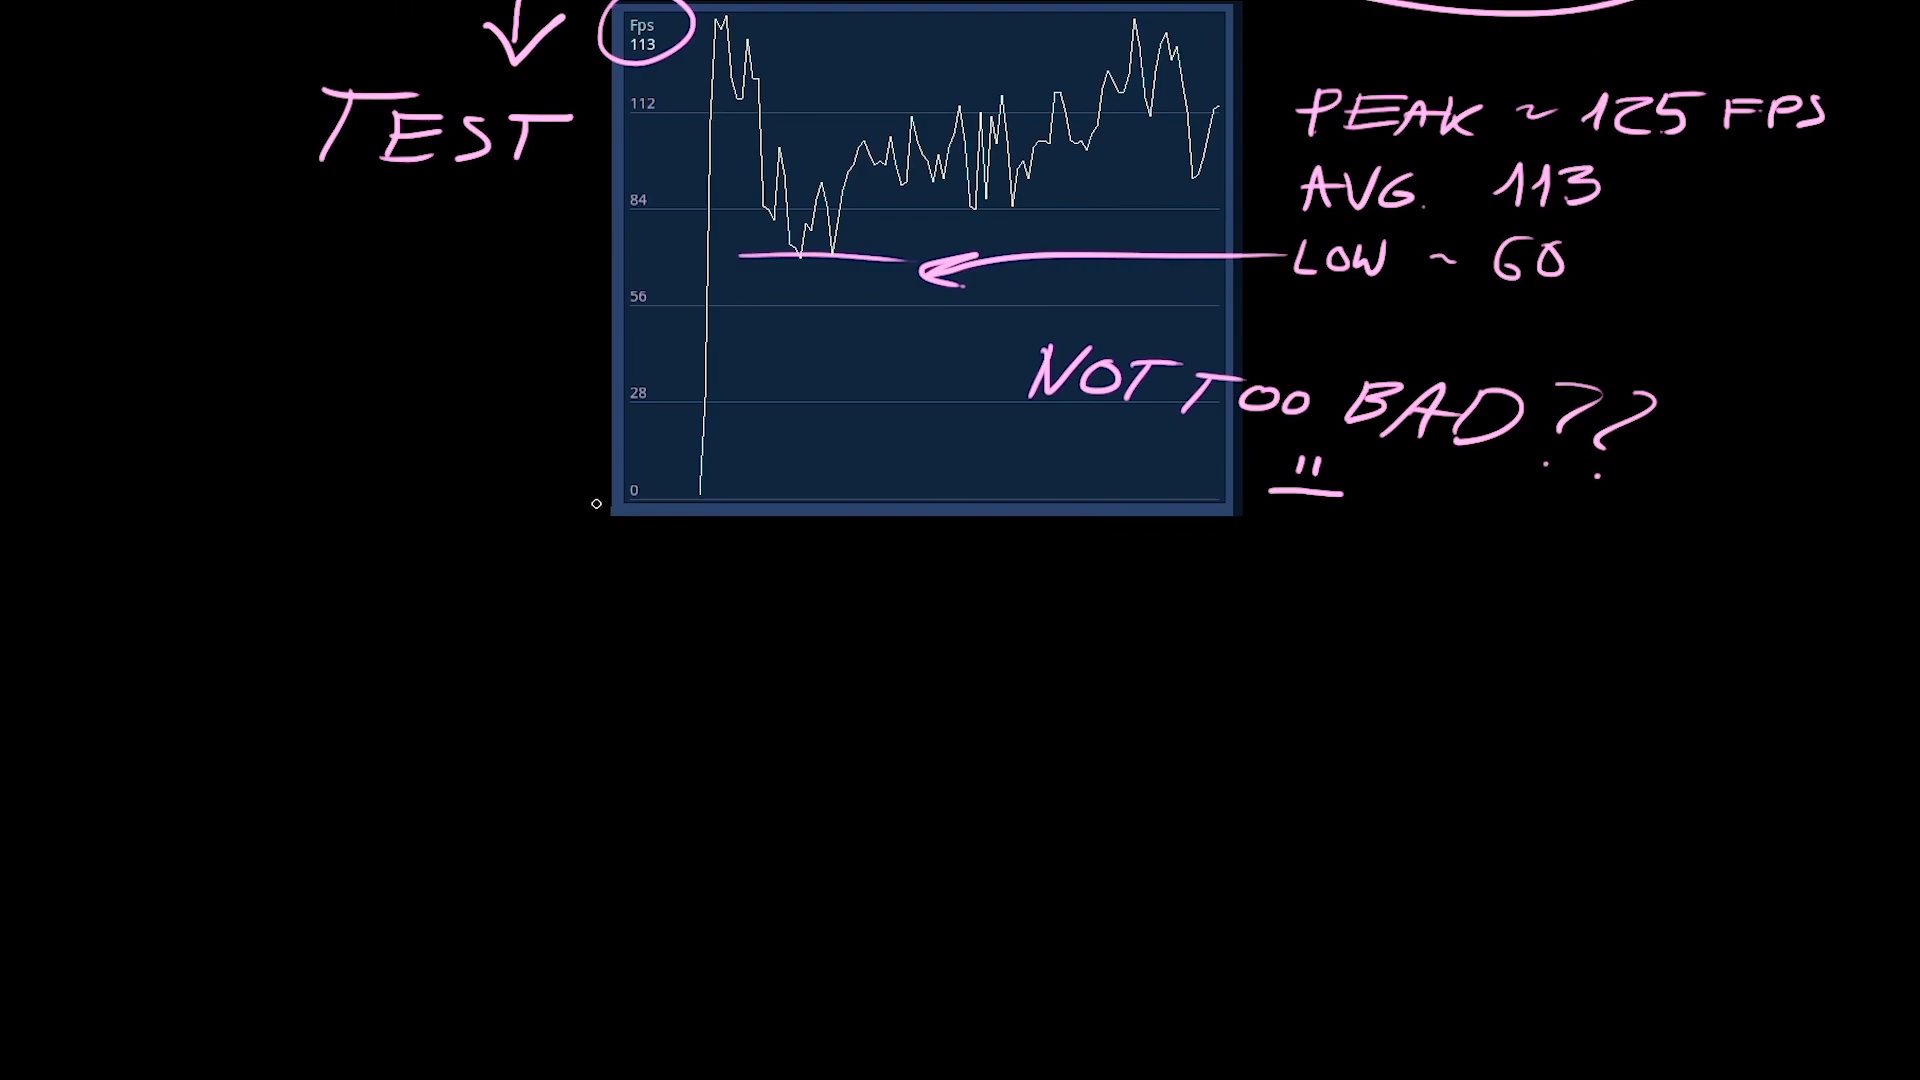 Fps
113
112
84
56
28
0
TEST
PEAK ~ 125 FPS
AVG. 113
LOW ~ 60
NOT TOO BAD ??